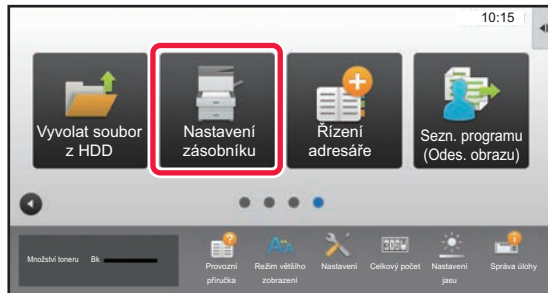 10:15
Vyvolat soubor
z HDD
Nastavení
zásobníku
Řízení
adresáře
Sezn. programu
(Odes. obrazu)
Množství toneru Bk
Provozní
příručka
Režim většího
zobrazení
Nastavení
Celkový počet
Nastavení
jasu
Správa úlohy